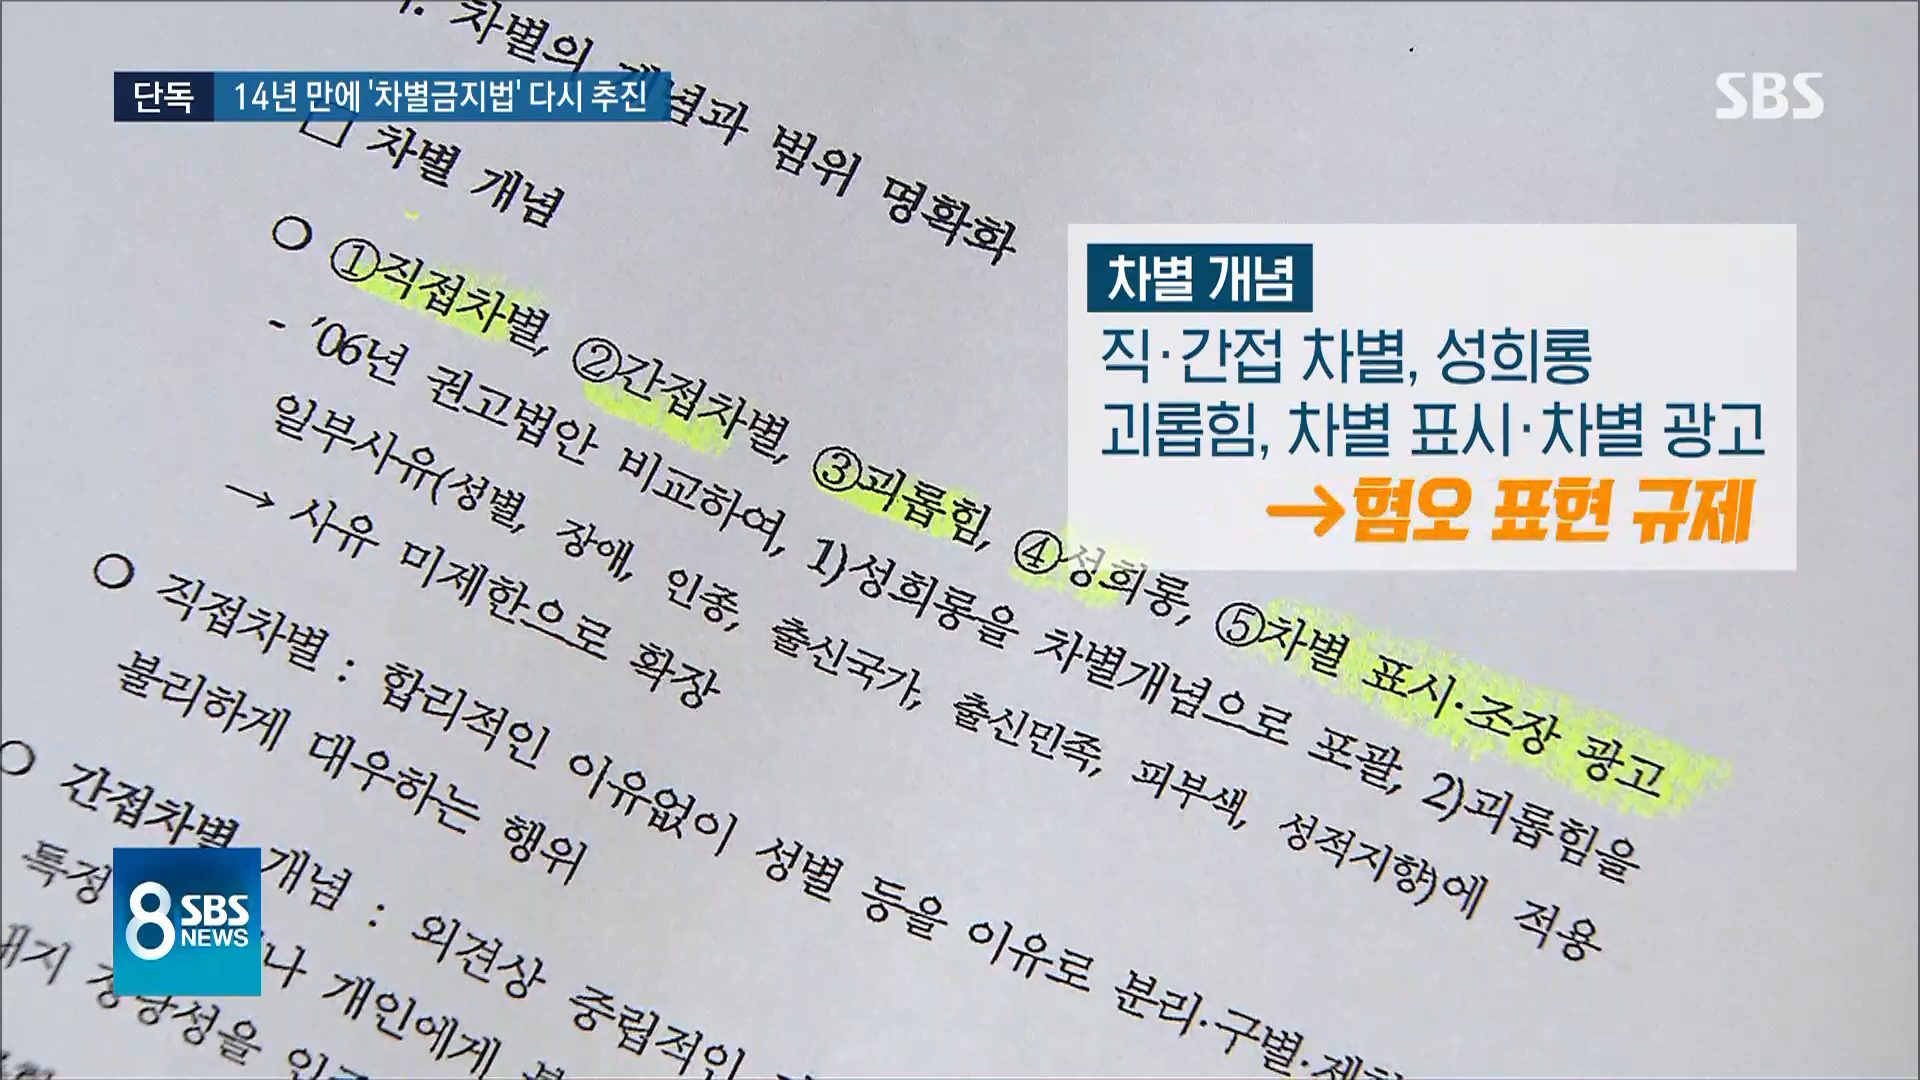 단독 14년 만에 '차별금지법' 다시 추진
SBS
차별의 개념과 범위 명확화
□ 차별 개념
○ ①직접차별, ②간접차별, ③괴롭힘, ④성희롱, ⑤차별 표시·조장 광고
- '06년 권고법안 비교하여, 1)성희롱을 차별개념으로 포괄, 2)괴롭힘을
일부사유(성별, 장애, 인종, 출신국가, 출신민족, 피부색, 성적지향)에 적용
→ 사유 미제한으로 확장
○ 직접차별 : 합리적인 이유없이 성별 등을 이유로 분리·구별·제한
불리하게 대우하는 행위
○ 간접차별 개념 : 외견상 중립적인
특정 나 개인에게
정당성을
차별 개념
직·간접 차별, 성희롱
괴롭힘, 차별 표시·차별 광고
→혐오 표현 규제
8 SBS NEWS